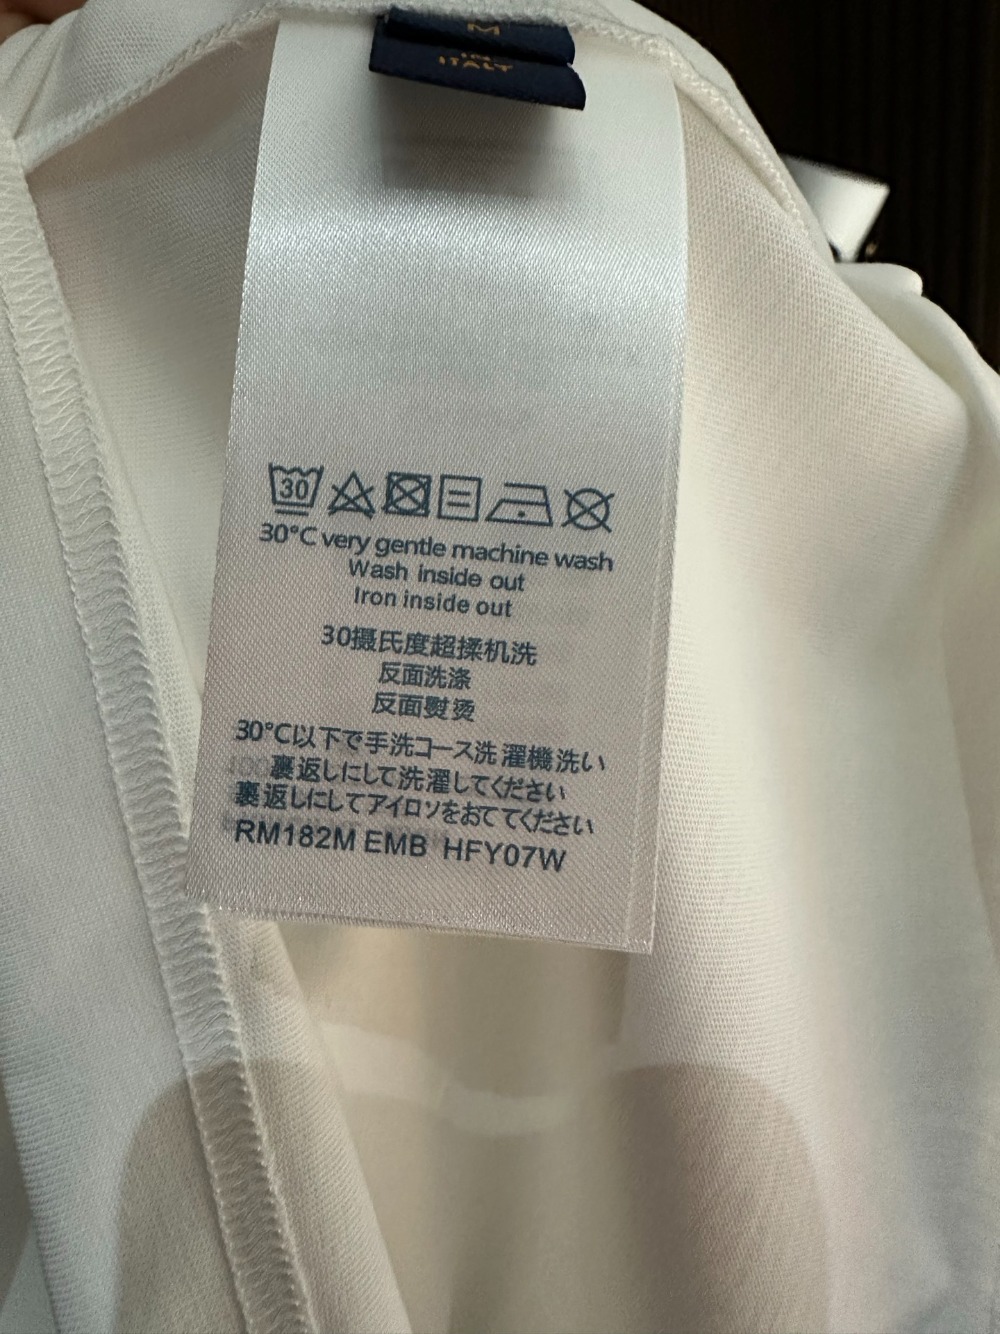 M
IN
ITALY
30
30°C very gentle machine wash
Wash inside out
Iron inside out
30摄氏度超揉机洗
反面洗涤
反面熨烫
30°C以下で手洗コース洗濯機洗い
裏返しにして洗濯してください
裏返しにしてアイロソをおててください
RM182M EMB HFY07W